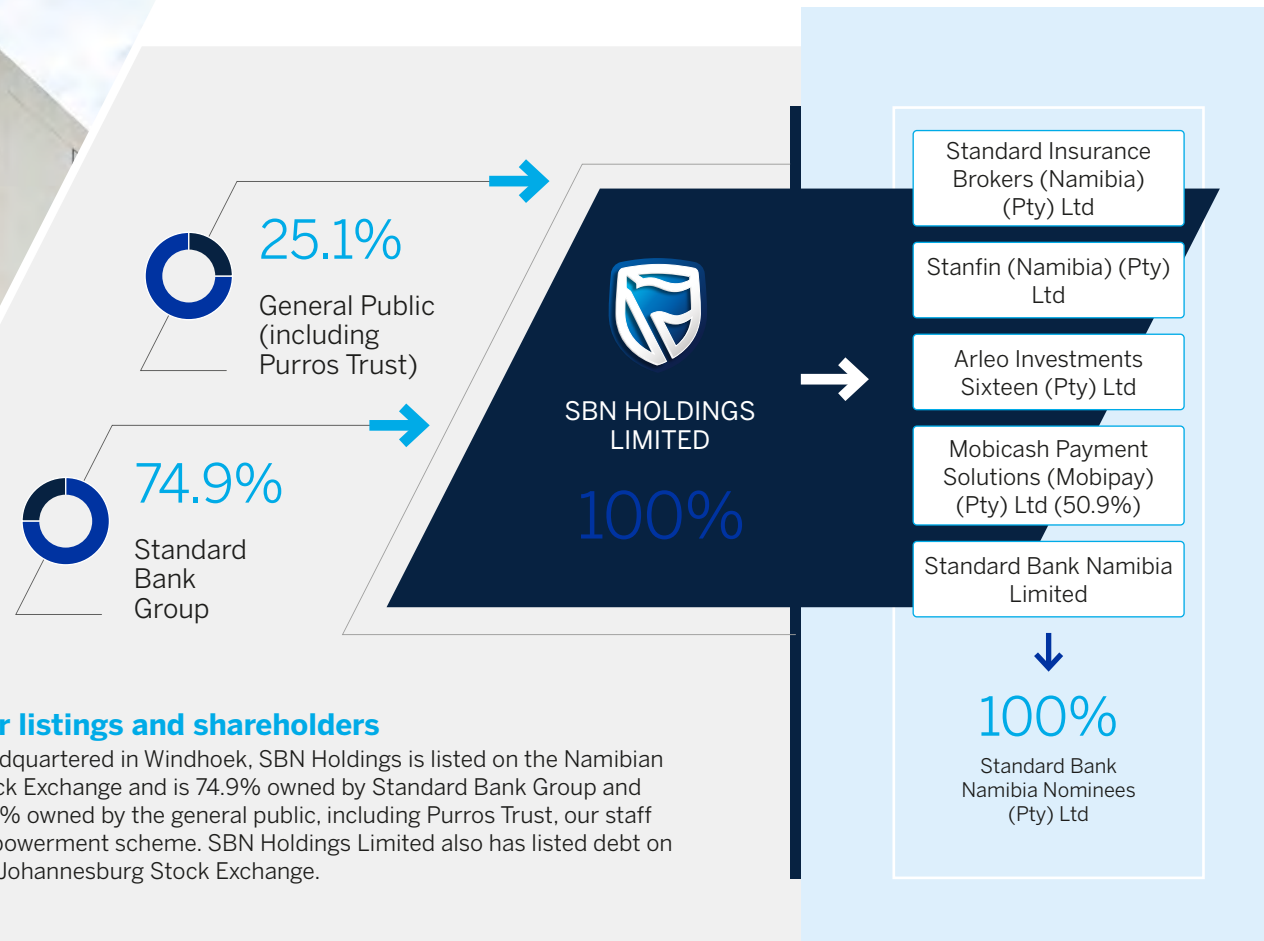 25.1%
General Public
(including
Purros Trust)
74.9%
Standard
Bank
Group
SBN HOLDINGS
LIMITED
100%
Standard Insurance
Brokers (Namibia)
(Pty) Ltd
Stanfin (Namibia) (Pty)
Ltd
Arleo Investments
Sixteen (Pty) Ltd
Mobicash Payment
Solutions (Mobipay)
(Pty) Ltd (50.9%)
Standard Bank Namibia
Limited
100%
Standard Bank
Namibia Nominees
(Pty) Ltd
r listings and shareholders
dquartered in Windhoek, SBN Holdings is listed on the Namibian
ck Exchange and is 74.9% owned by Standard Bank Group and
% owned by the general public, including Purros Trust, our staff
powerment scheme. SBN Holdings Limited also has listed debt on
Johannesburg Stock Exchange.